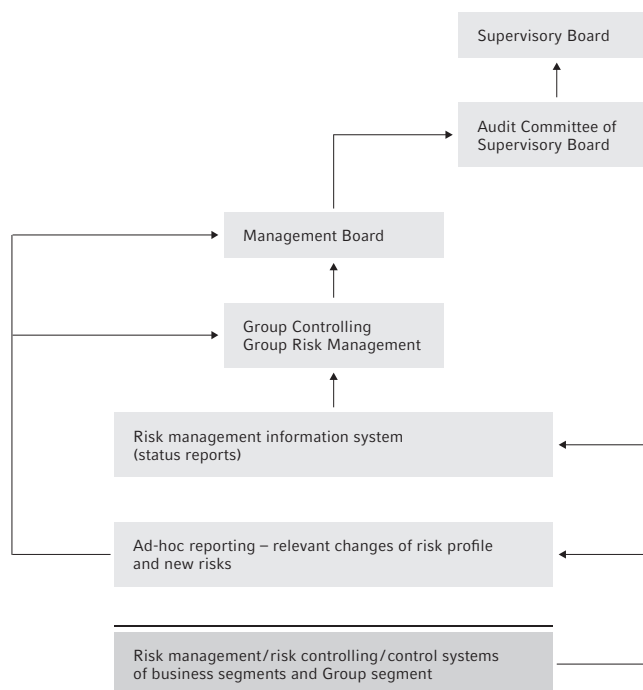 Supervisory Board
Audit Committee of
Supervisory Board
Management Board
Group Controlling
Group Risk Management
Risk management information system
(status reports)
Ad-hoc reporting – relevant changes of risk profile
and new risks
Risk management/risk controlling/control systems
of business segments and Group segment